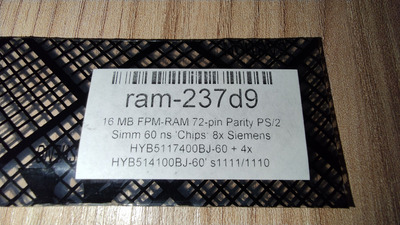 ram-237d9
16 MB FPM-RAM 72-pin Parity PS/2
Simm 60 ns 'Chips: 8x Siemens
HYB5117400BJ-60 + 4x
HYB514100BJ-60' s1111/1110